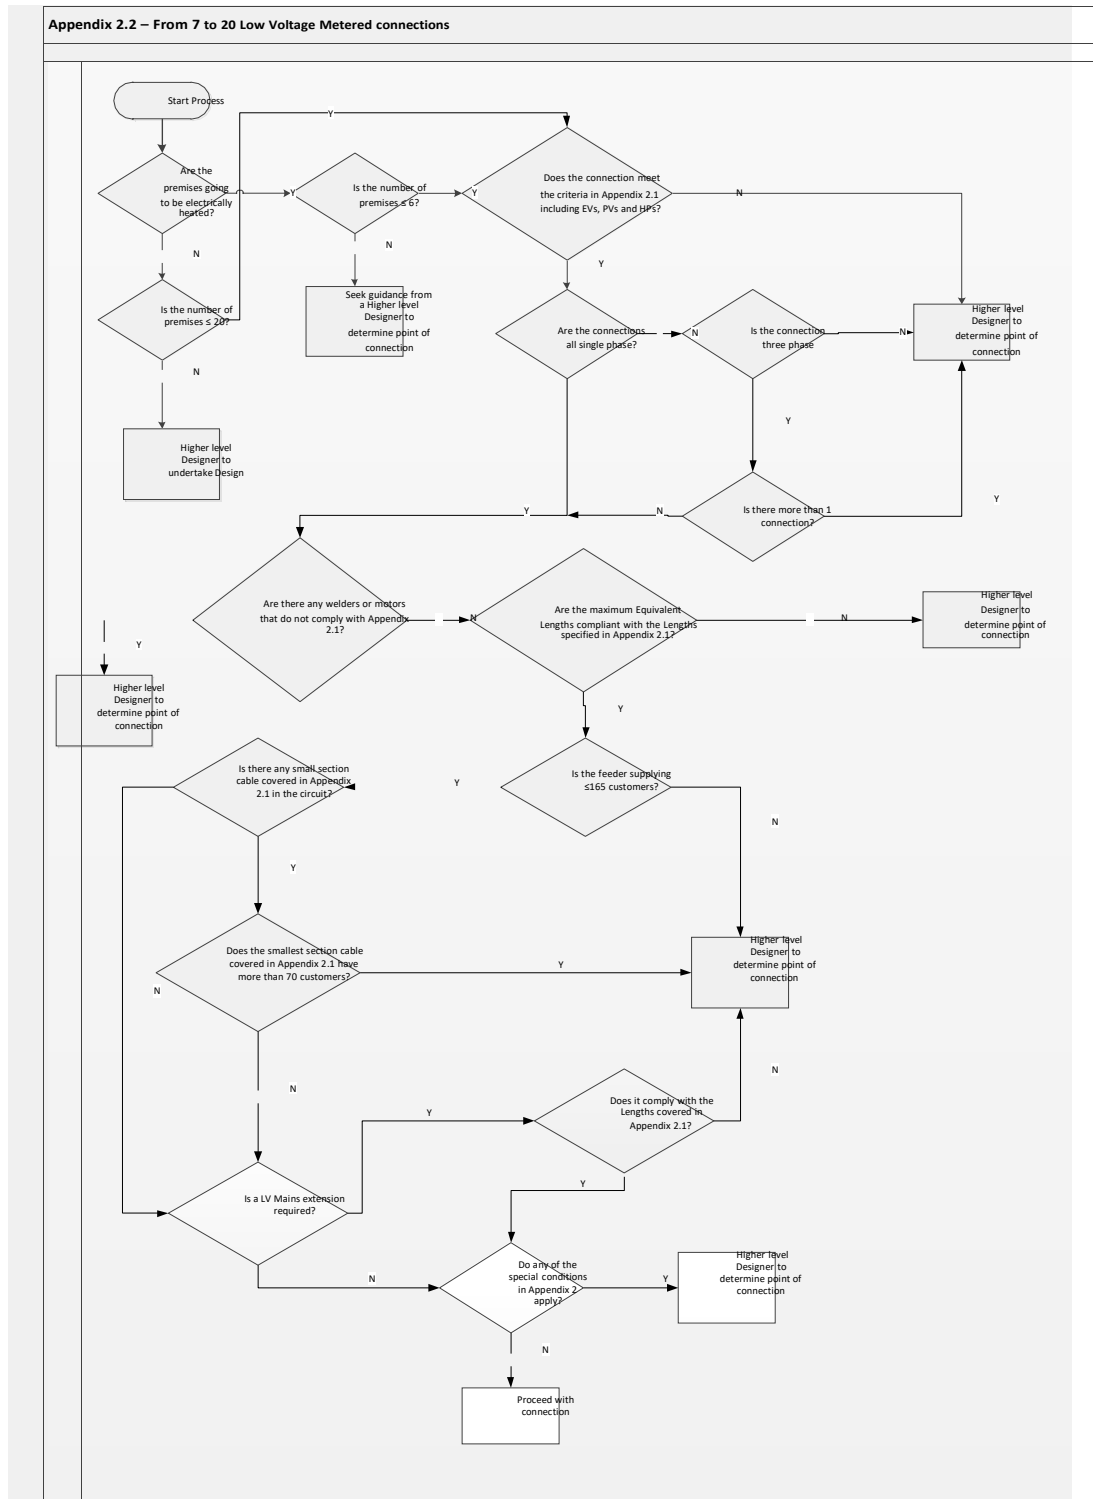 Appendix 2.2 – From 7 to 20 Low Voltage Metered connections
Start Process
Y
Are the
premises going
to be electrically
heated?
Y
Is the number of
premises ≤ 6?
Y
Does the connection meet
the criteria in Appendix 2.1
including EVs, PVs and HPs?
N
N
N
Y
Is the number of
premises ≤ 20?
Seek guidance from
a Higher level
Designer to
determine point of
connection
Are the connections
all single phase?
N
Is the connection
three phase
N
Higher level
Designer to
determine point of
connection
N
Y
Higher level
Designer to
undertake Design
Y
Y
N
Is there more than 1
connection?
Are there any welders or motors
that do not comply with Appendix
2.1?
N
Are the maximum Equivalent
Lengths compliant with the Lengths
specified in Appendix 2.1?
N
Higher level
Designer to
determine point of
connection
Y
Higher level
Designer to
determine point of
connection
Y
Is there any small section
cable covered in Appendix
2.1 in the circuit?
Y
Is the feeder supplying
≤165 customers?
N
Y
Does the smallest section cable
covered in Appendix 2.1 have
more than 70 customers?
Y
Higher level
Designer to
determine point of
connection
N
N
N
Y
Does it comply with the
Lengths covered in
Appendix 2.1?
Y
Is a LV Mains extension
required?
N
Do any of the
special conditions
in Appendix 2
apply?
Y
Higher level
Designer to
determine point of
connection
N
Proceed with
connection